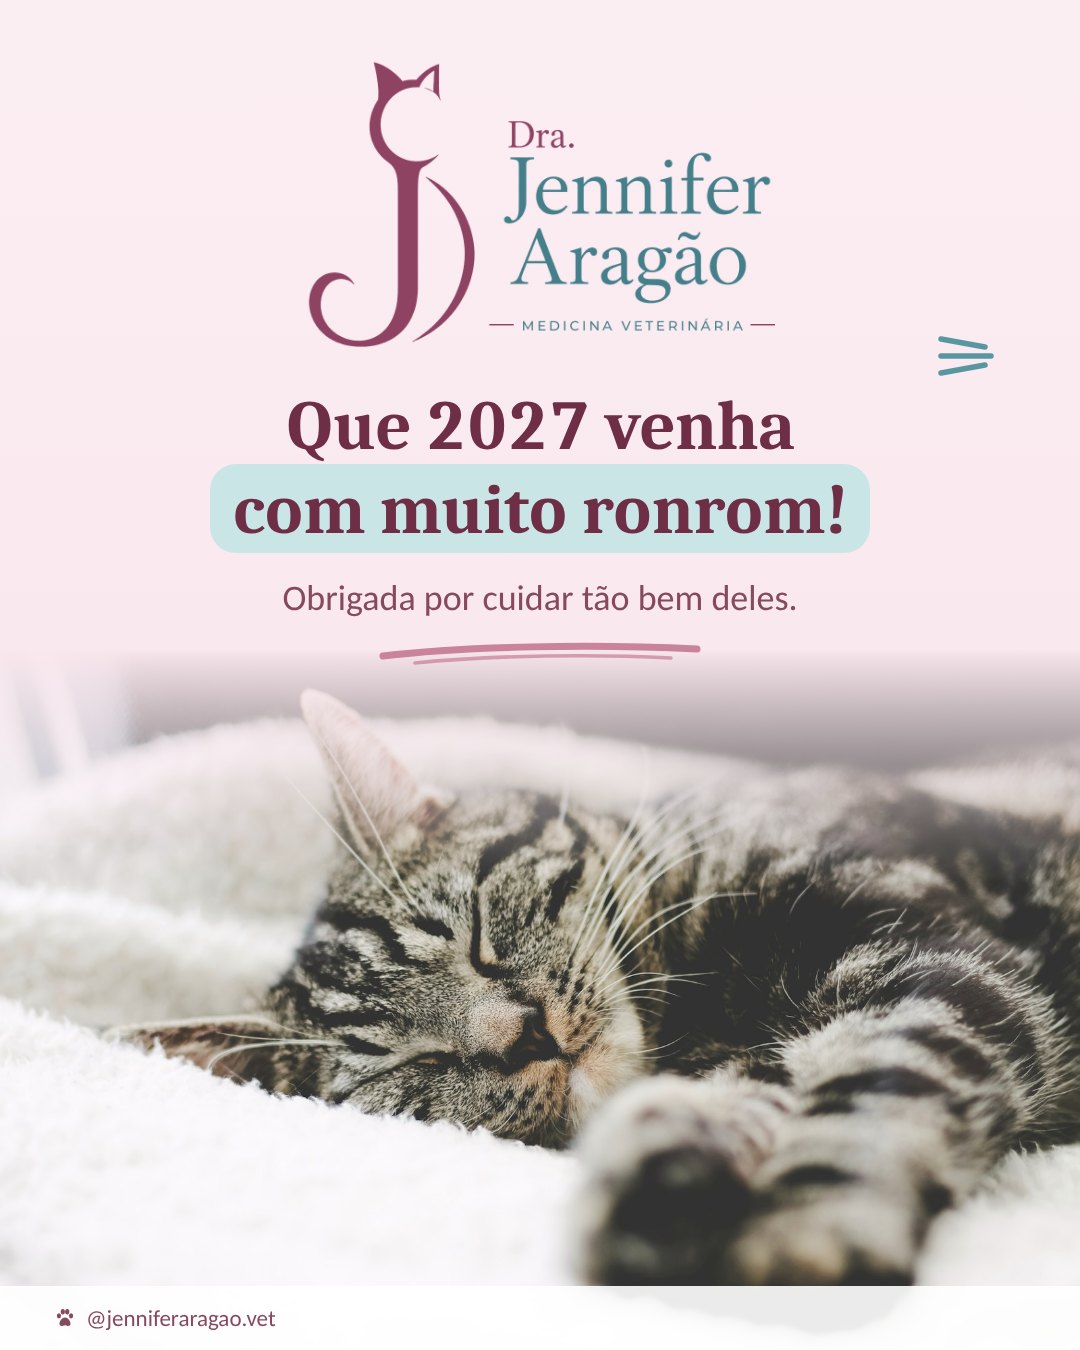 Dra.
Jennifer
Aragão
MEDICINA VETERINÁRIA
Que 2027 venha
com muito ronrom!
Obrigada por cuidar tão bem deles.
@jenniferaragao.vet